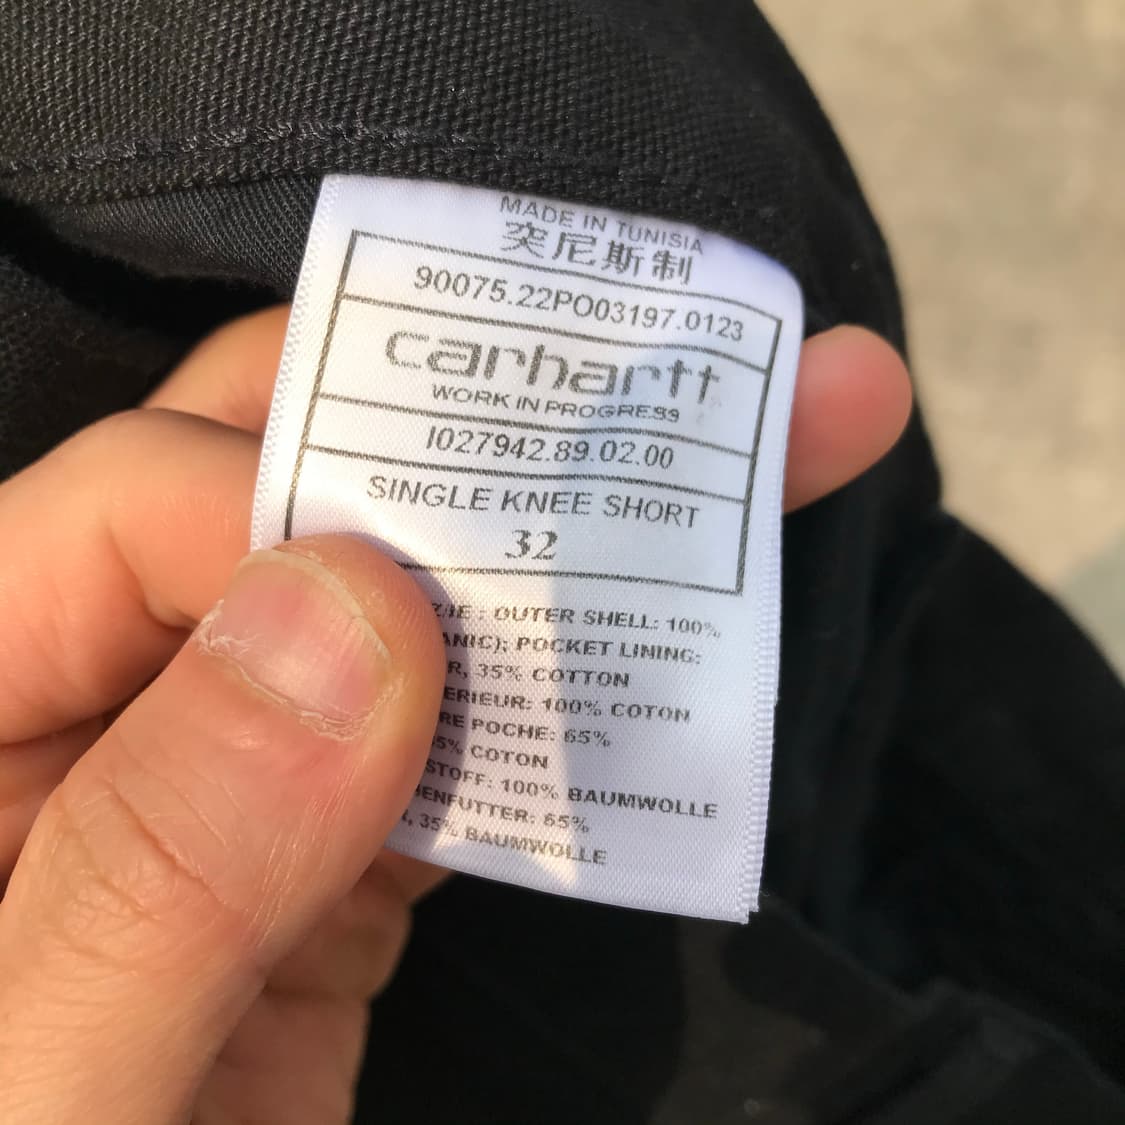 MADE IN TUNISIA
突尼斯制
90075.22PO03197.0123
carhartt
WORK IN PROGRESS
I027942.89.02.00
SINGLE KNEE SHORT
32
: OUTER SHELL: 100%
POCKET LINING:
35% COTTON
100% COTON
POCHE: 65%
COTON
100% BAUMWOLLE
65%
35% BAUMWOLLE